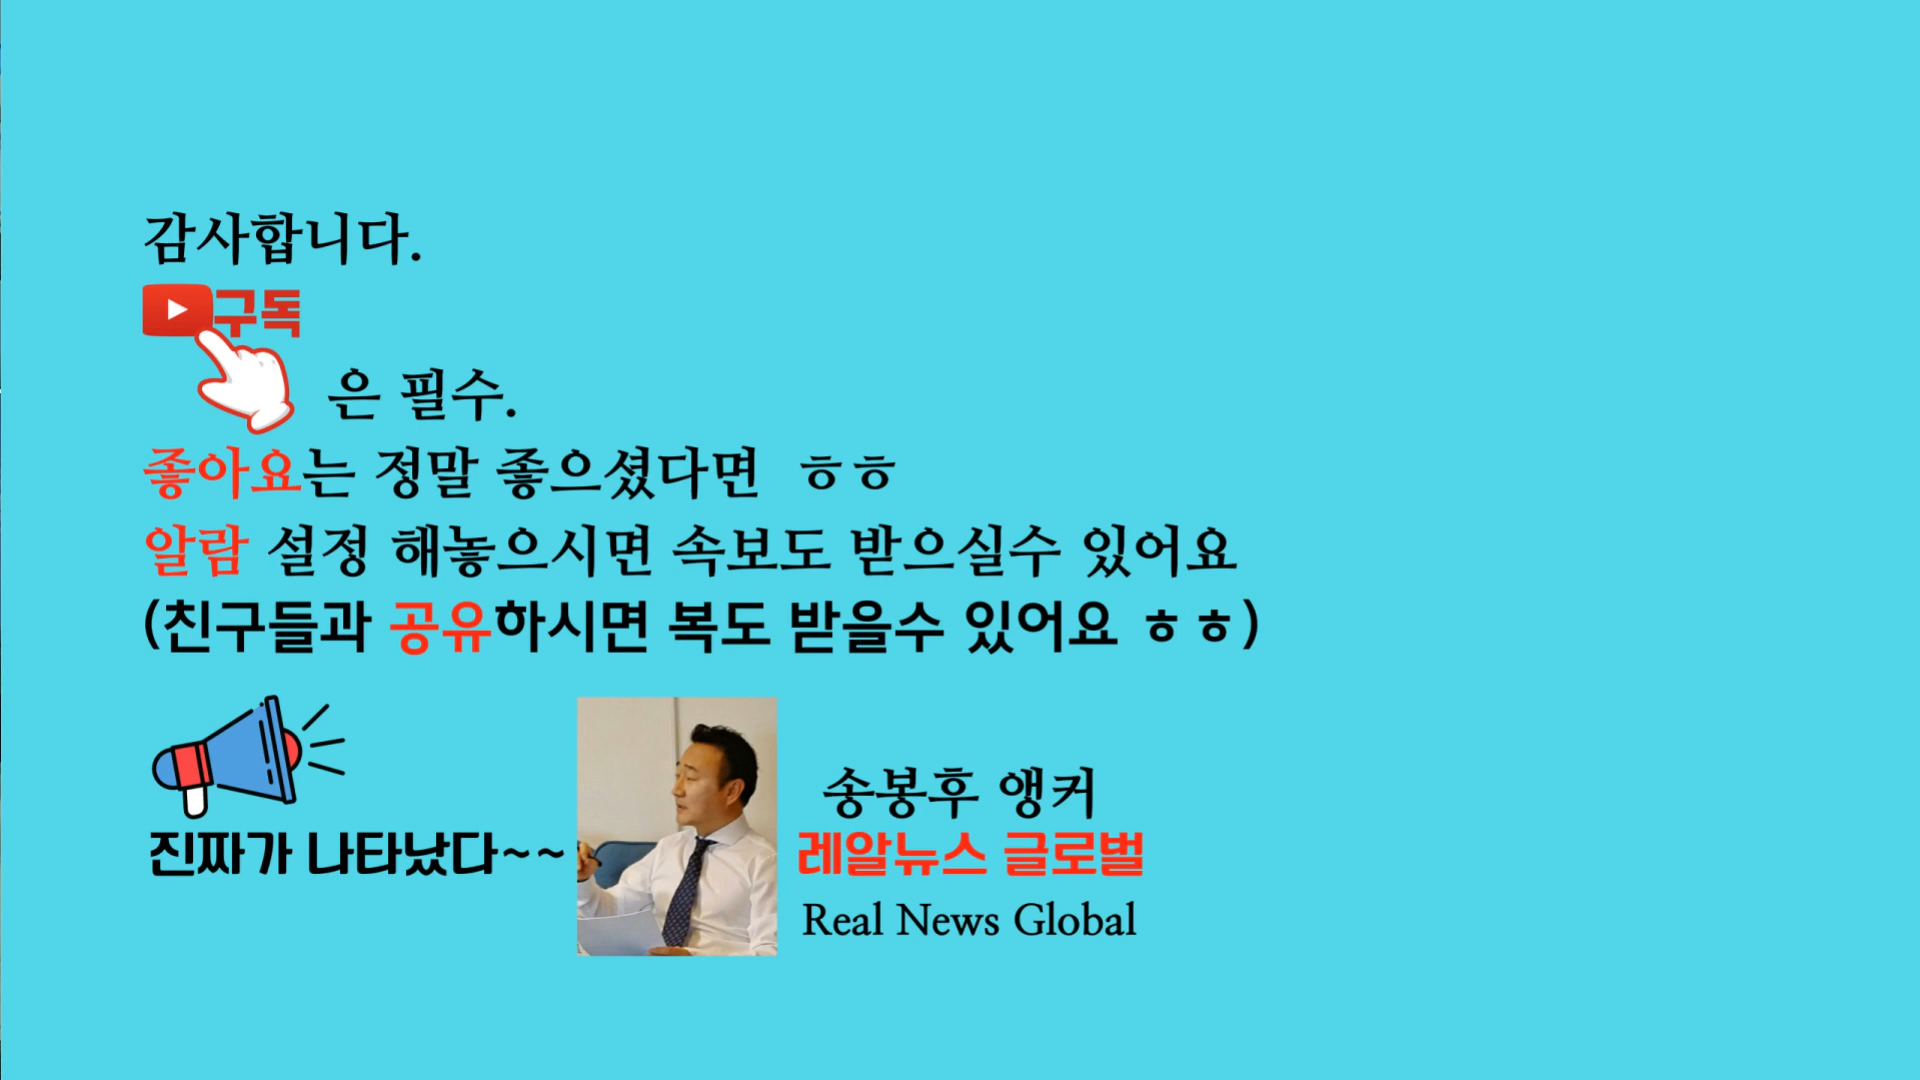 감사합니다.
구독
은 필수.
좋아요는 정말 좋으셨다면 ㅎㅎ
알람 설정 해놓으시면 속보도 받으실수 있어요
(친구들과 공유하시면 복도 받을수 있어요 ㅎㅎ)
진짜가 나타났다~~
송봉후 앵커
레알뉴스 글로벌
Real News Global